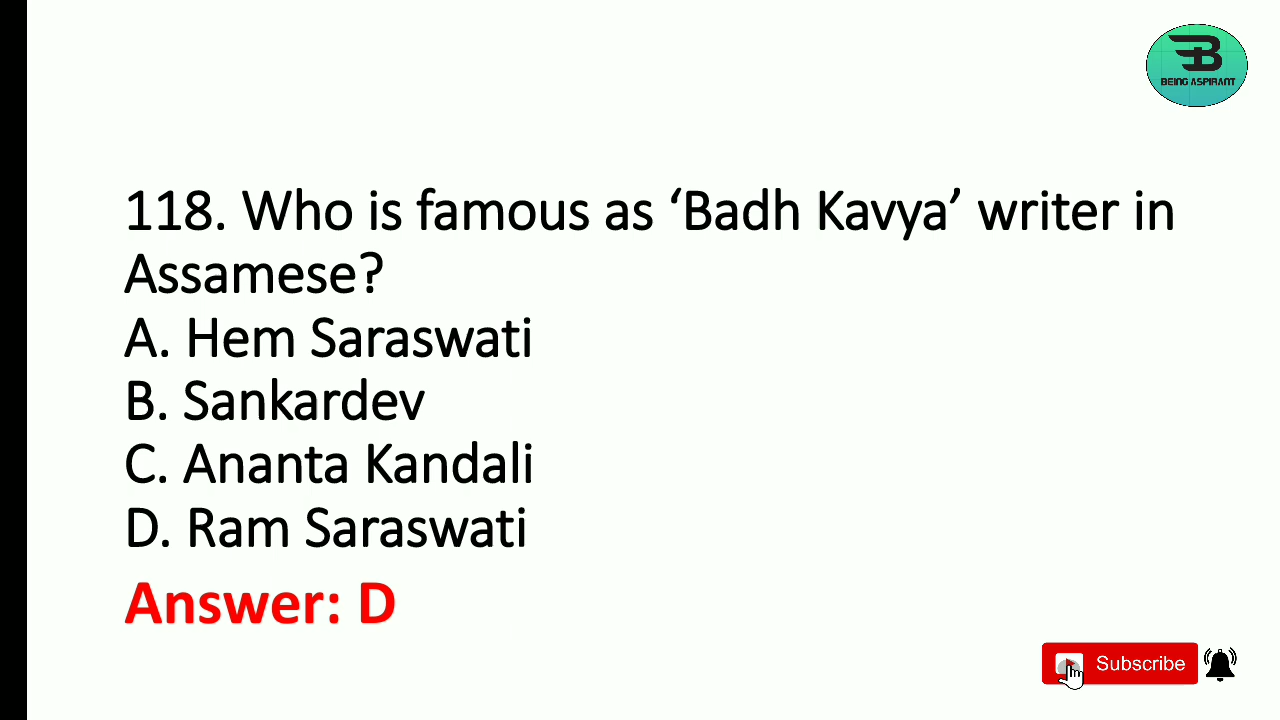 BEING ASPIRANT
118. Who is famous as ‘Badh Kavya’ writer in
Assamese?
A. Hem Saraswati
B. Sankardev
C. Ananta Kandali
D. Ram Saraswati
Answer: D
Subscribe